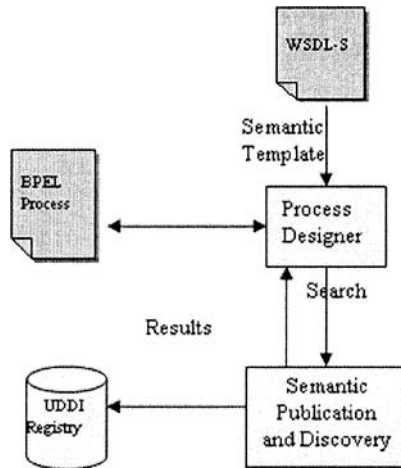 WSDL-S
Semantic
Template
BPEL
Process
Process
Designer
Search
Results
UDDI
Registry
Semantic
Publication
and Discovery